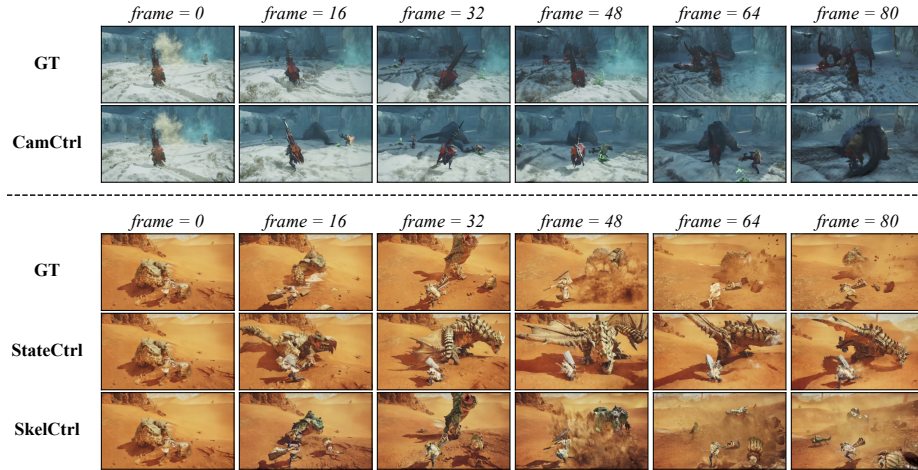 frame = 0 frame = 16 frame = 32 frame = 48 frame = 64 frame = 80
GT
CamCtrl
frame = 0 frame = 16 frame = 32 frame = 48 frame = 64 frame = 80
GT
StateCtrl
SkelCtrl